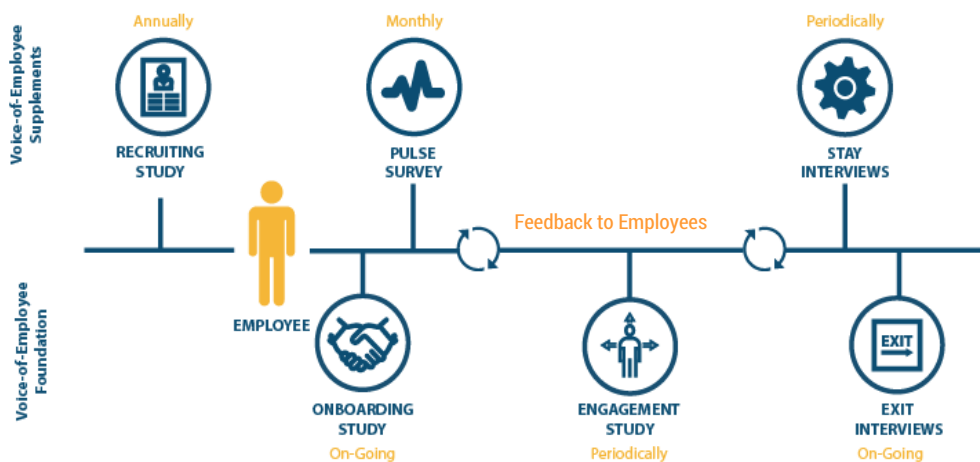 Annually
Monthly
Periodically
Voice-of-Employee
Supplements
RECRUITING
STUDY
PULSE
SURVEY
STAY
INTERVIEWS
Feedback to Employees
EMPLOYEE
Voice-of-Employee
Foundation
EXIT
ONBOARDING
STUDY
ENGAGEMENT
STUDY
EXIT
INTERVIEWS
On-Going
Periodically
On-Going